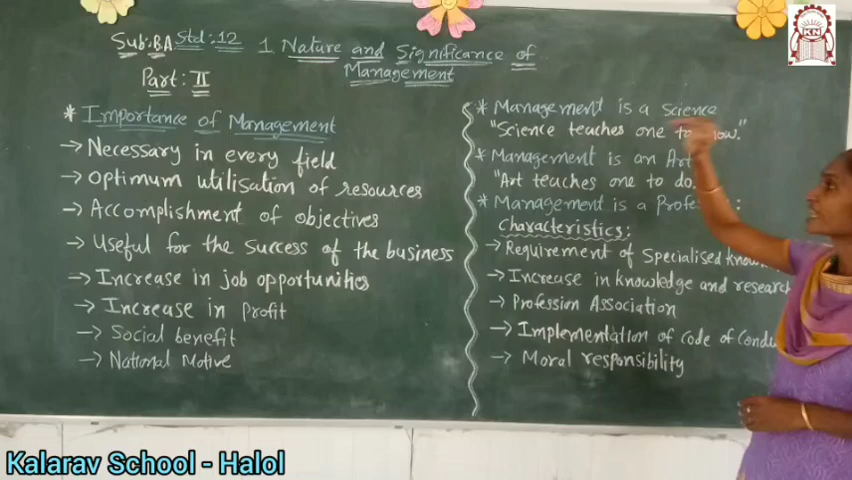 Sub:BA Std:12 1 Nature and Significance of
Management
Part: II
* Importance of Management
→ Necessary in every field
→ Optimum utilisation of resources
→ Accomplishment of objectives
→ Useful for the success of the business
→ Increase in job opportunities
→ Increase in profit
→ Social benefit
→ National Motive
* Management is a Science
"Science teaches one to
* Management is an Art
"Art teaches one to do.
* Management is a
Characteristics:
→ Requirement of Specialised
→ Increase in knowledge and research
→ Profession Association
→ Implementation of code of
→ Moral responsibility
KN
Kalarav School - Halol